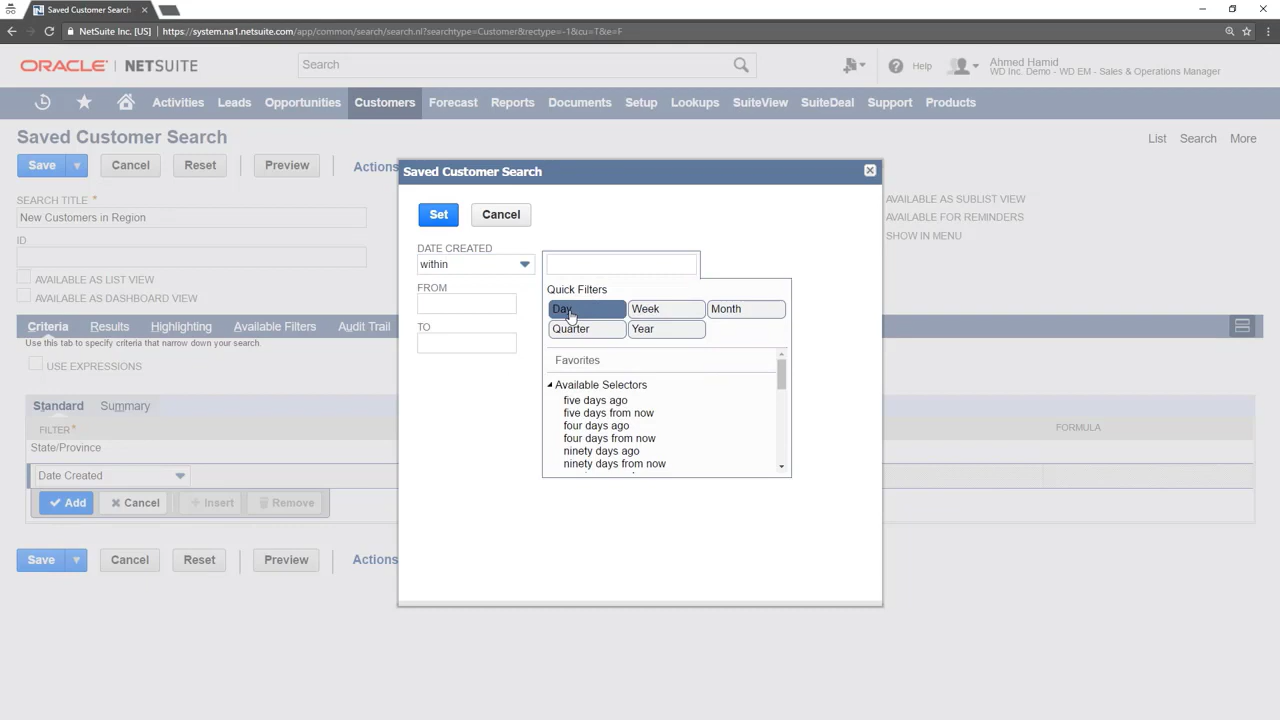 Saved Customer Search
NetSuite Inc. [US] https://system.na1.netsuite.com/app/common/search/search.nl?searchtype=Customer&rectype=-1&cu=T&e=F
ORACLE NETSUITE Search Help Ahmed Hamid
WD Inc. Demo - WD EM - Sales & Operations Manager
Activities Leads Opportunities Customers Forecast Reports Documents Setup Lookups SuiteView SuiteDeal Support Products
Saved Customer Search List Search More
Save Cancel Reset Preview Actions
SEARCH TITLE *
New Customers in Region
ID
AVAILABLE AS LIST VIEW
AVAILABLE AS DASHBOARD VIEW
AVAILABLE AS SUBLIST VIEW
AVAILABLE FOR REMINDERS
SHOW IN MENU
Criteria Results Highlighting Available Filters Audit Trail
Use this tab to specify criteria that narrow down your search.
USE EXPRESSIONS
Standard Summary
FILTER * FORMULA
State/Province
Date Created
Add Cancel Insert Remove
Save Cancel Reset Preview Actions
Saved Customer Search
Set Cancel
DATE CREATED
within
FROM
TO
Quick Filters
Day Week Month
Quarter Year
Favorites
Available Selectors
five days ago
five days from now
four days ago
four days from now
ninety days ago
ninety days from now